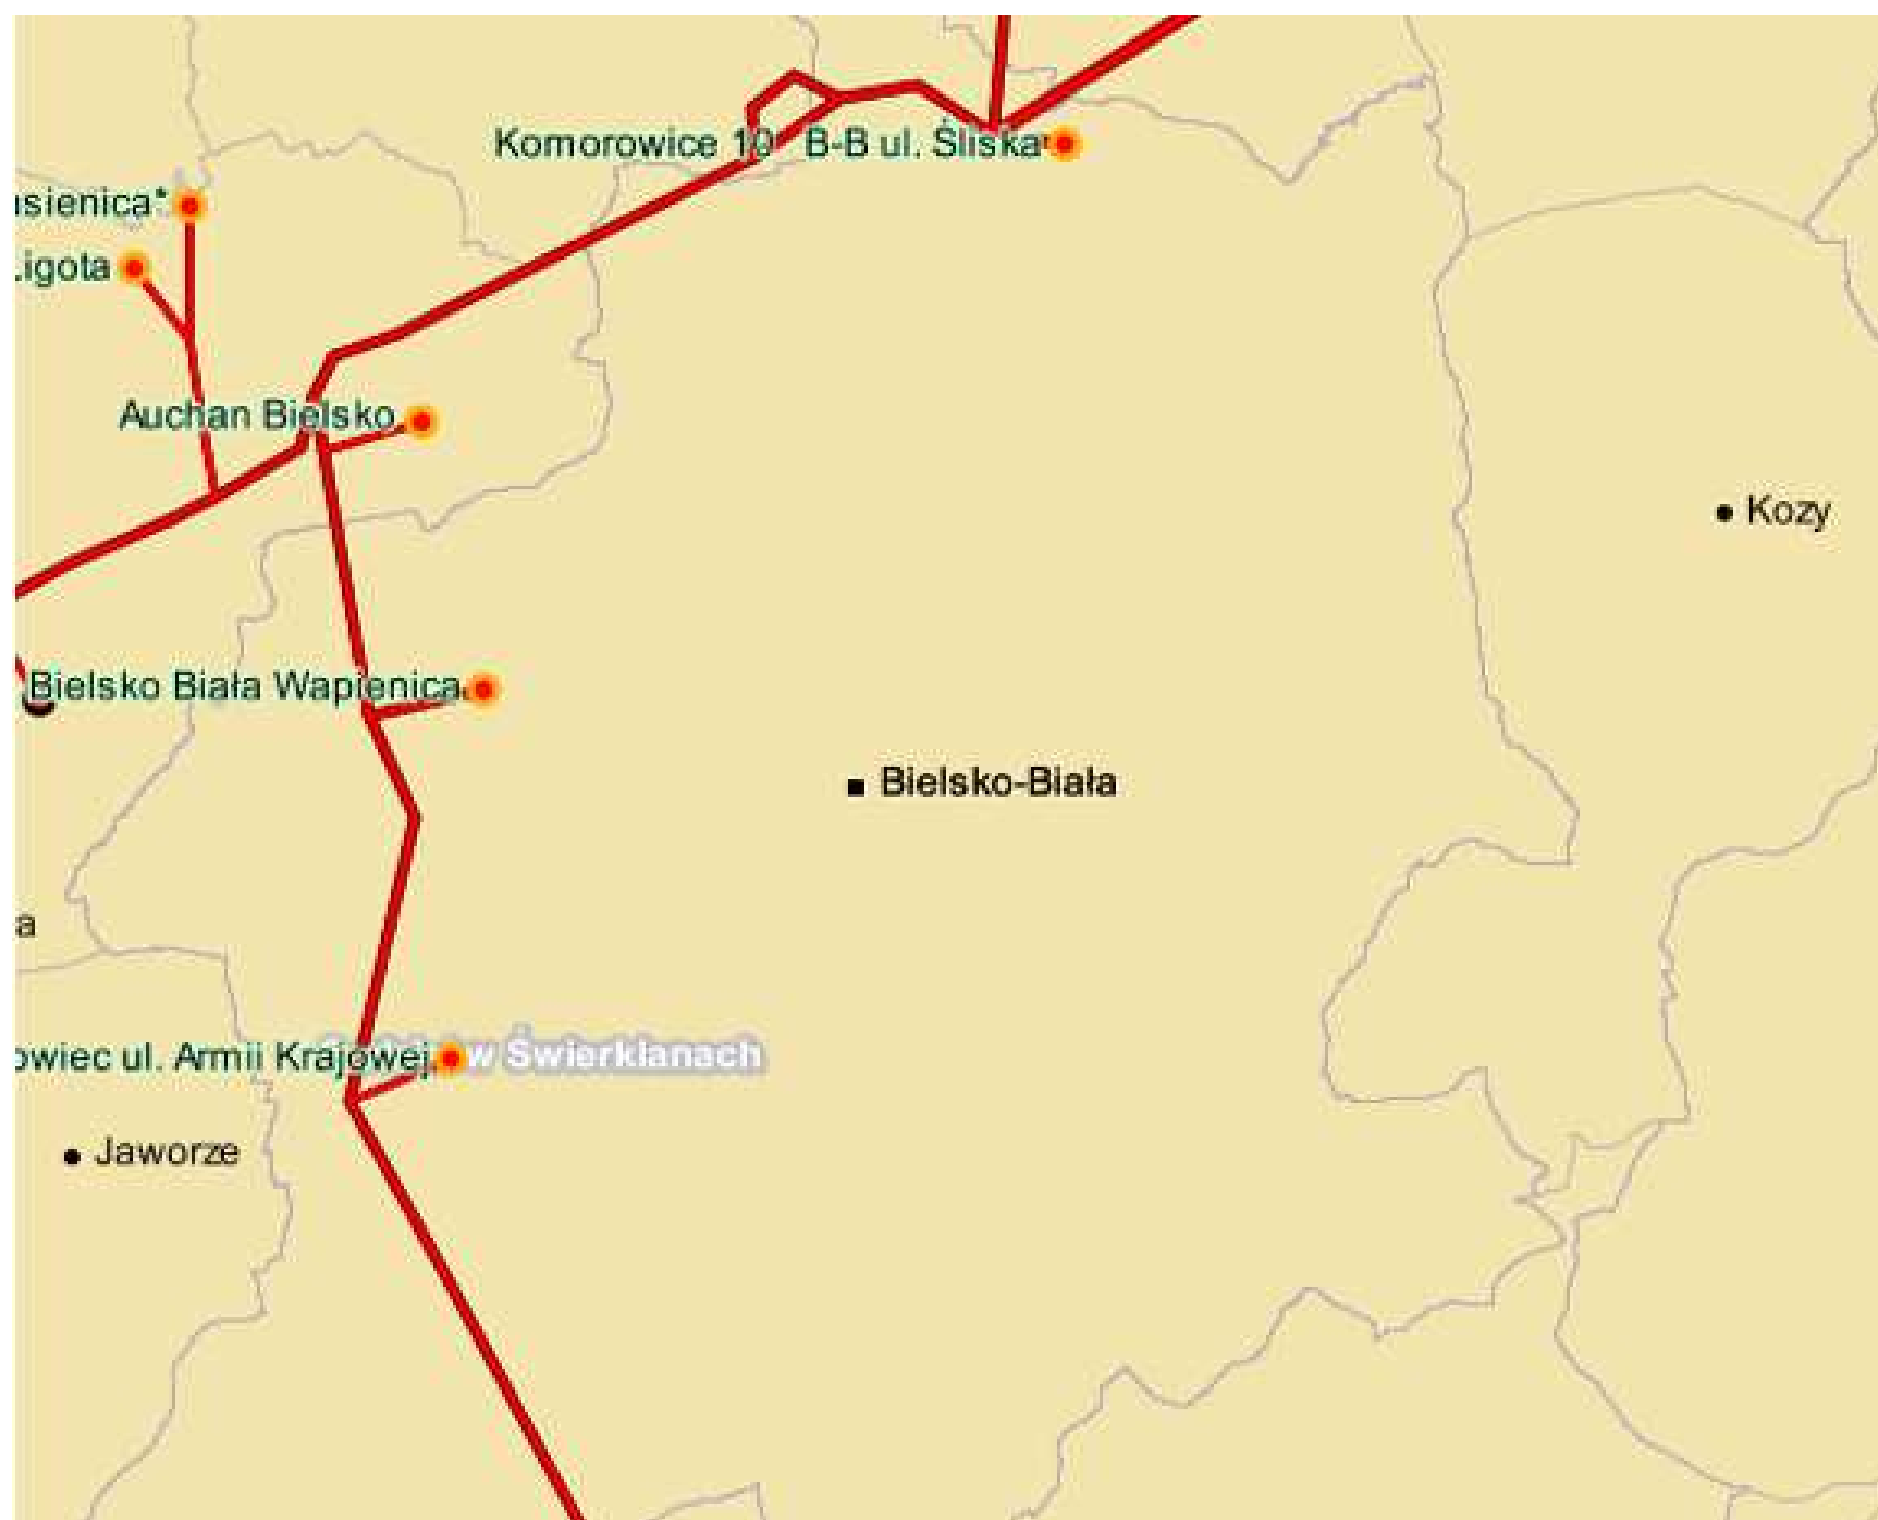 Komorowice 10" B-B ul. Śliska
sienica*
igota
Auchan Bielsko
Kozy
Bielsko Biała Wapienica
Bielsko-Biała
a
owiec ul. Armii Krajowej
w Świerklanach
Jaworze